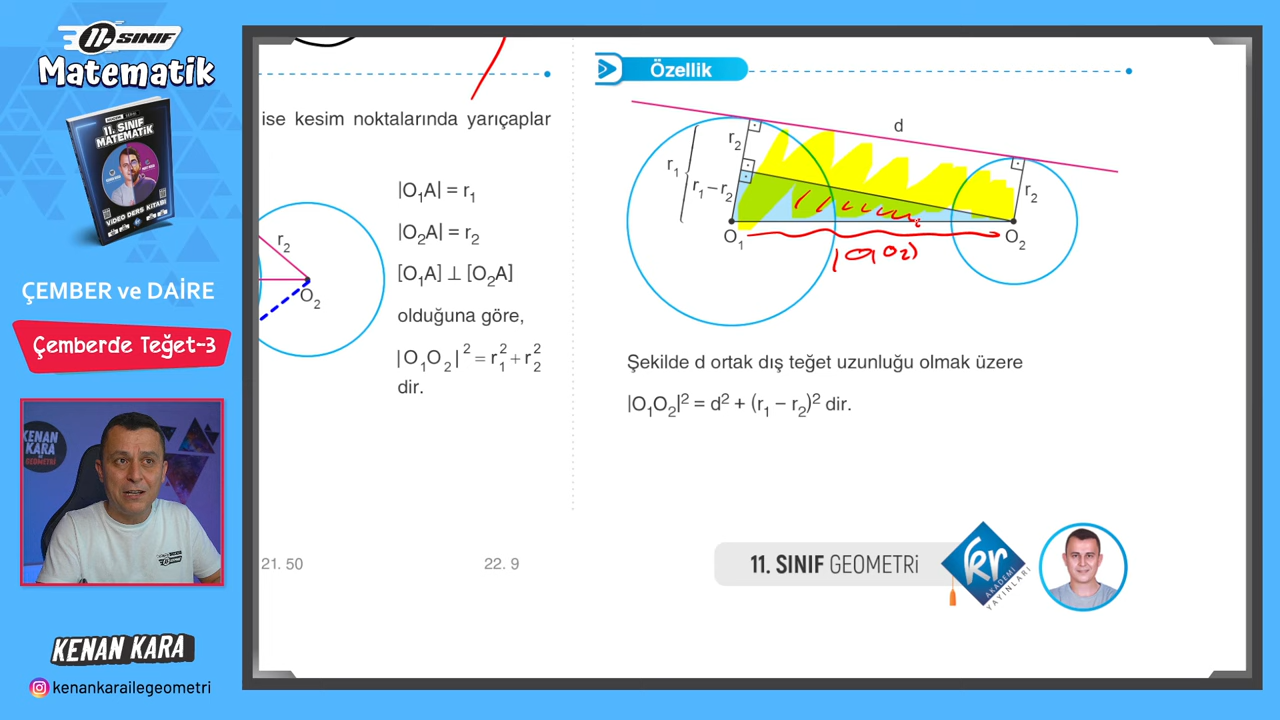 11. SINIF
Matematik
11. SINIF
MATEMATİK
VİDEO DERS KİTABI
ÇEMBER ve DAİRE
Çemberde Teğet-3
KENAN
KARA
GEOMETRİ
KENAN KARA
kenankarailegeometri
ise kesim noktalarında yarıçaplar
r₂
O₂
|O₁A| = r₁
|O₂A| = r₂
[O₁A] ⊥ [O₂A]
olduğuna göre,
|O₁O₂|² = r₁² + r₂²
dir.
21. 50
22. 9
Özellik
d
r₂
r₁
r₁ – r₂
r₂
O₁
O₂
|O₁O₂|
Şekilde d ortak dış teğet uzunluğu olmak üzere
|O₁O₂|² = d² + (r₁ – r₂)² dir.
11. SINIF GEOMETRİ
kr
AKADEMİ
YAYINLARI